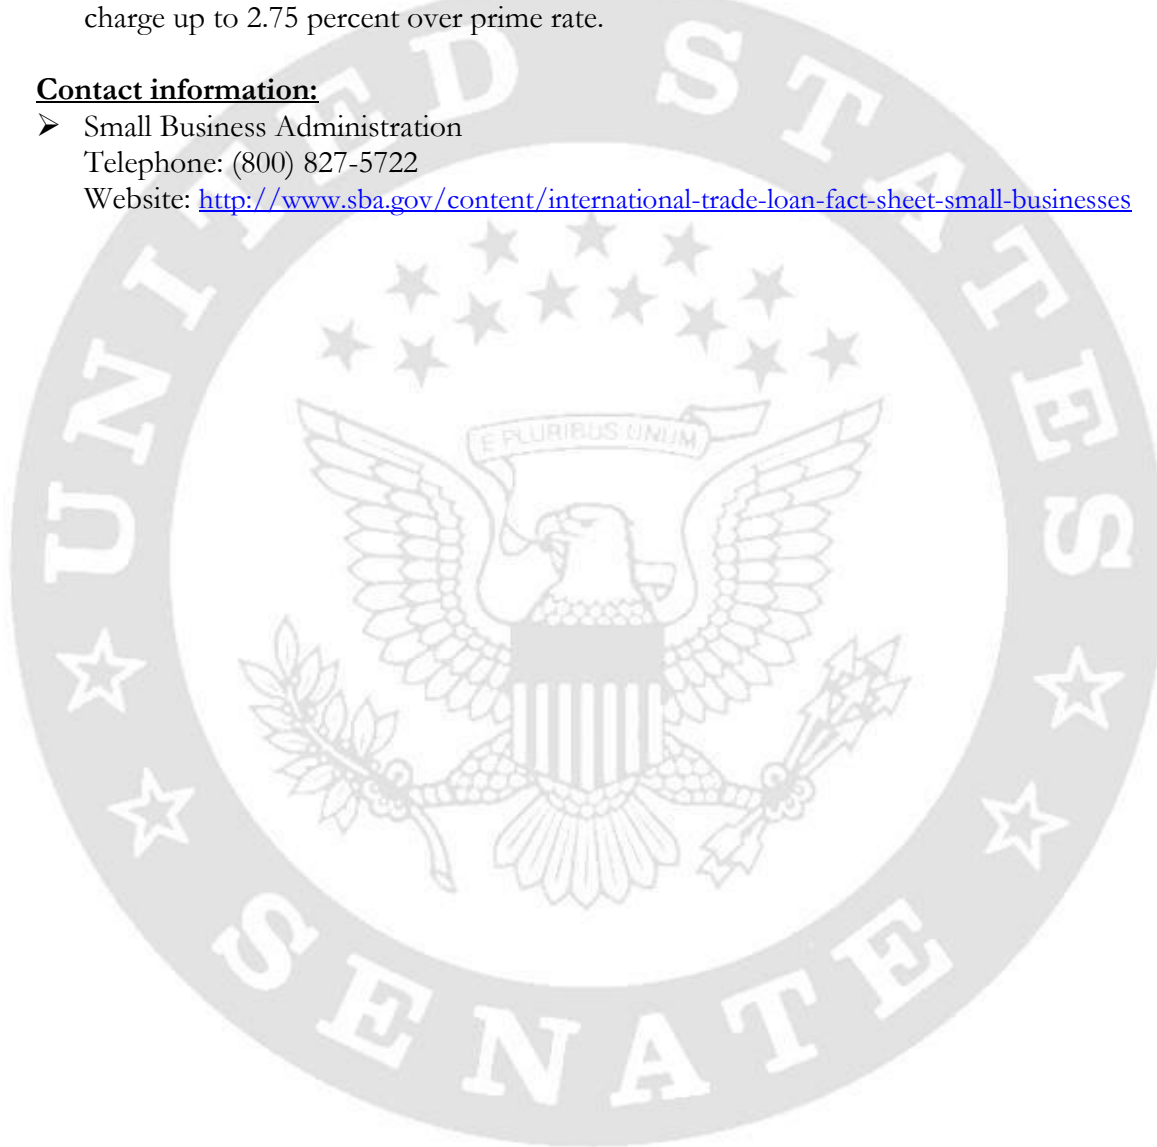 charge up to 2.75 percent over prime rate.
Contact information:
➢ Small Business Administration
Telephone: (800) 827-5722
Website: http://www.sba.gov/content/international-trade-loan-fact-sheet-small-businesses
UNITED STATES
E PLURIBUS UNUM
SENATE